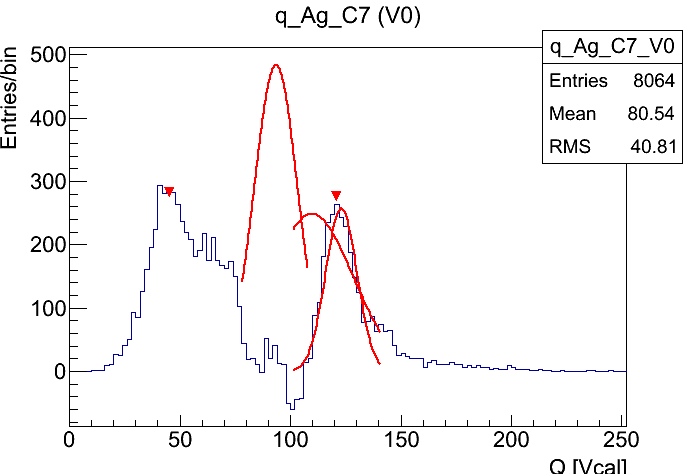 q_Ag_C7 (V0)
q_Ag_C7_V0
Entries 8064
Mean 80.54
RMS 40.81
Entries/bin
500
400
300
200
100
0
0 50 100 150 200 250
Q [Vcal]